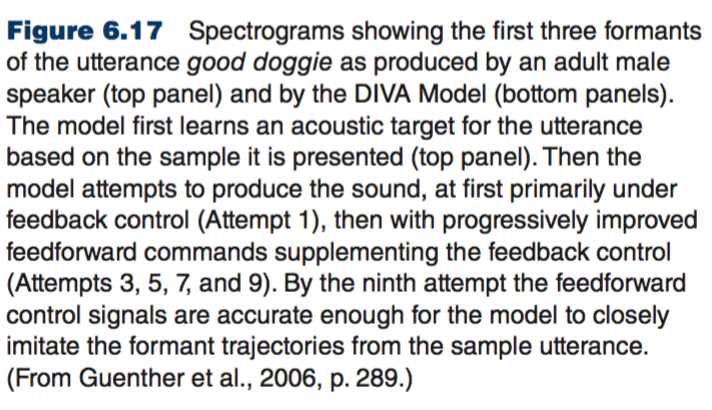 Figure 6.17 Spectrograms showing the first three formants
of the utterance good doggie as produced by an adult male
speaker (top panel) and by the DIVA Model (bottom panels).
The model first learns an acoustic target for the utterance
based on the sample it is presented (top panel). Then the
model attempts to produce the sound, at first primarily under
feedback control (Attempt 1), then with progressively improved
feedforward commands supplementing the feedback control
(Attempts 3, 5, 7, and 9). By the ninth attempt the feedforward
control signals are accurate enough for the model to closely
imitate the formant trajectories from the sample utterance.
(From Guenther et al., 2006, p. 289.)